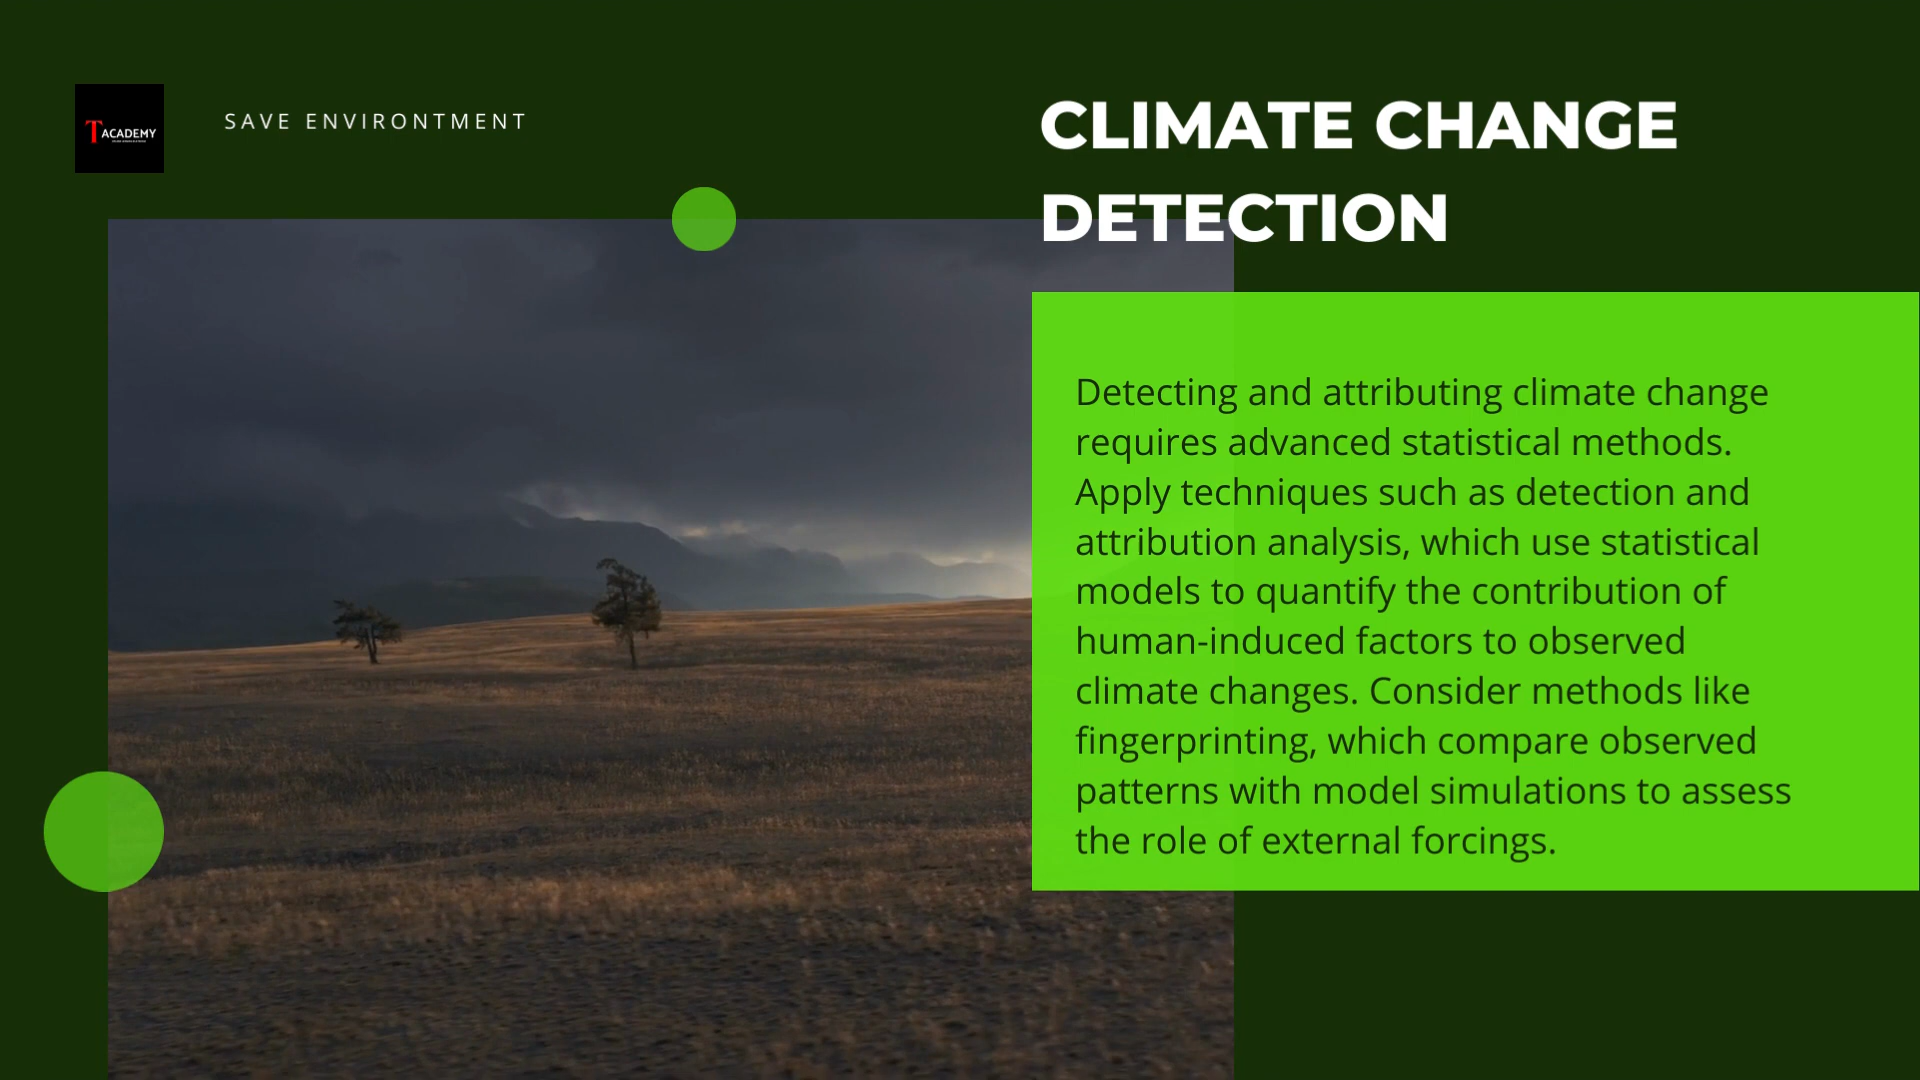 T ACADEMY
SAVE ENVIRONTMENT
CLIMATE CHANGE
DETECTION
Detecting and attributing climate change
requires advanced statistical methods.
Apply techniques such as detection and
attribution analysis, which use statistical
models to quantify the contribution of
human-induced factors to observed
climate changes. Consider methods like
fingerprinting, which compare observed
patterns with model simulations to assess
the role of external forcings.